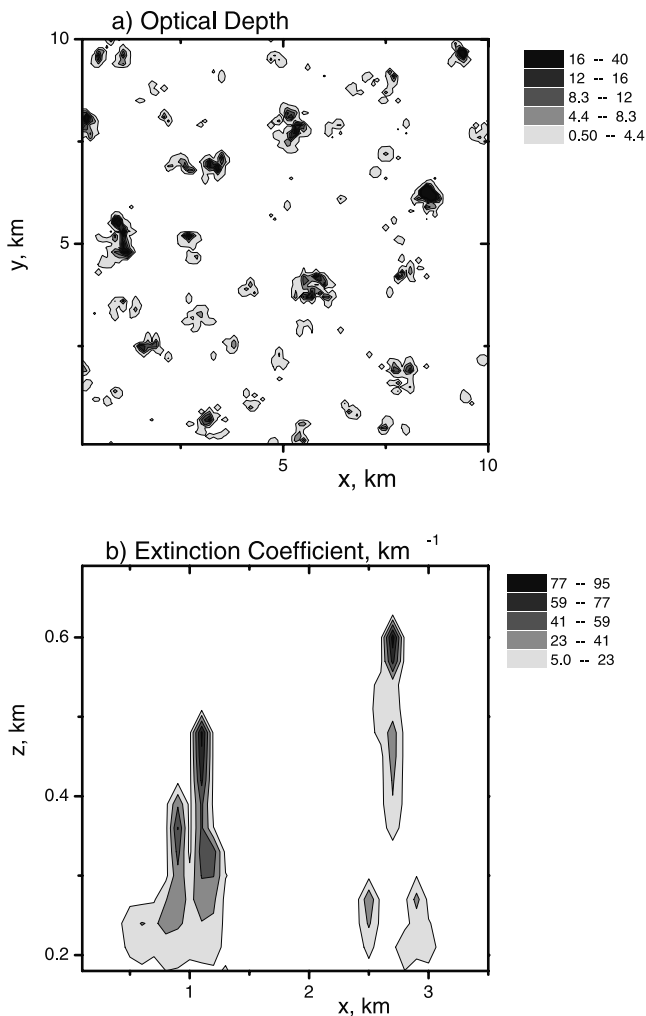 a) Optical Depth
10
5
y, km
5
10
x, km
16 -- 40
12 -- 16
8.3 -- 12
4.4 -- 8.3
0.50 -- 4.4
b) Extinction Coefficient, km -1
0.6
0.4
0.2
z, km
1
2
3
x, km
77 -- 95
59 -- 77
41 -- 59
23 -- 41
5.0 -- 23